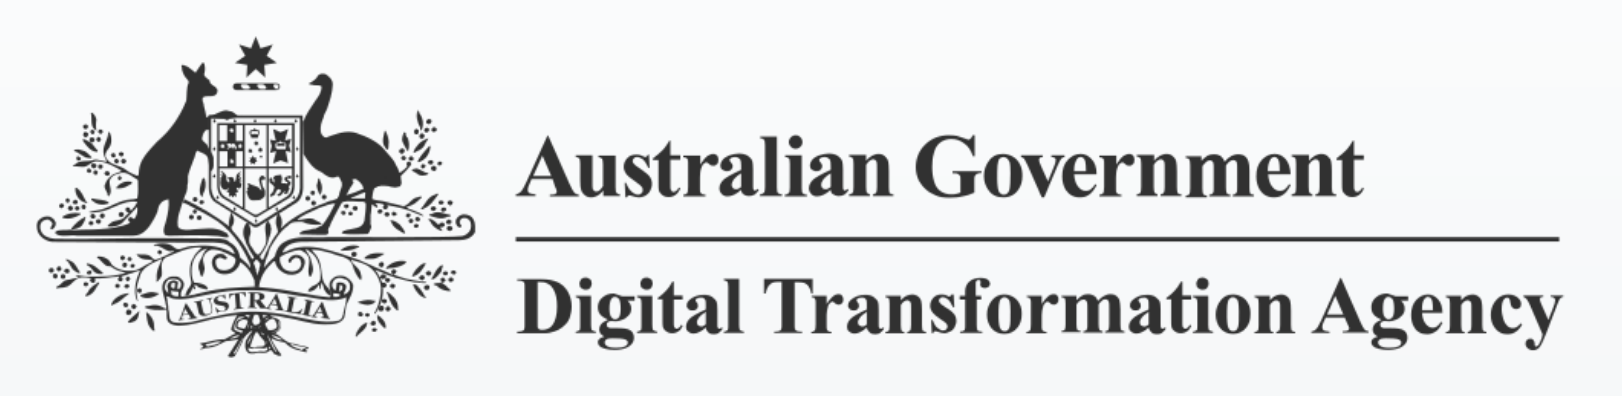 AUSTRALIA
Australian Government
Digital Transformation Agency